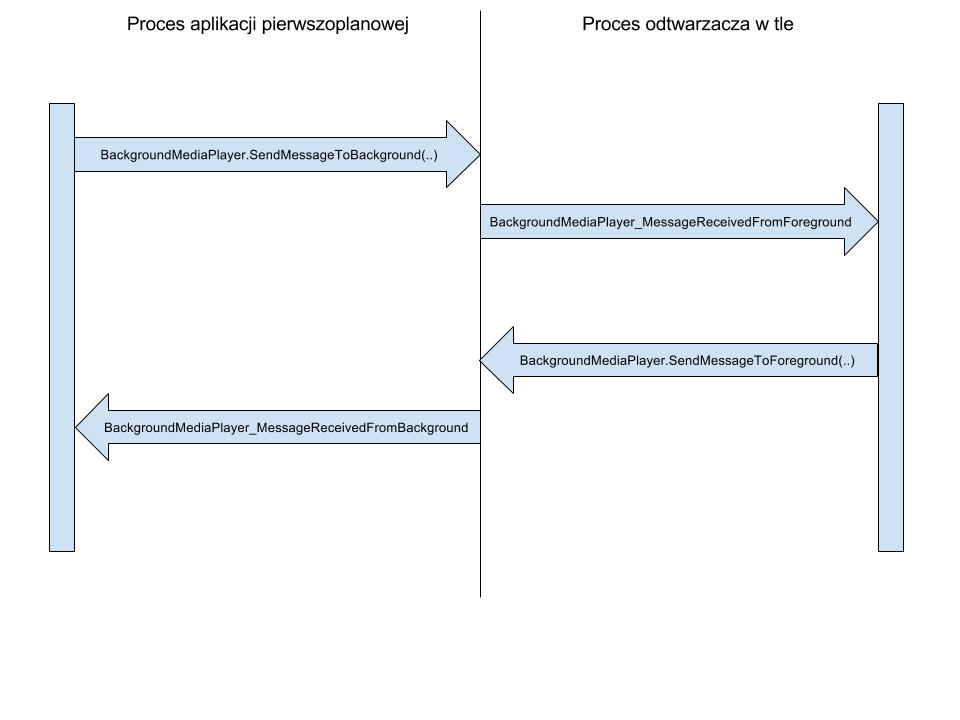 Proces aplikacji pierwszoplanowej
Proces odtwarzacza w tle
BackgroundMediaPlayer.SendMessageToBackground(..)
BackgroundMediaPlayer_MessageReceivedFromForeground
BackgroundMediaPlayer.SendMessageToForeground(..)
BackgroundMediaPlayer_MessageReceivedFromBackground